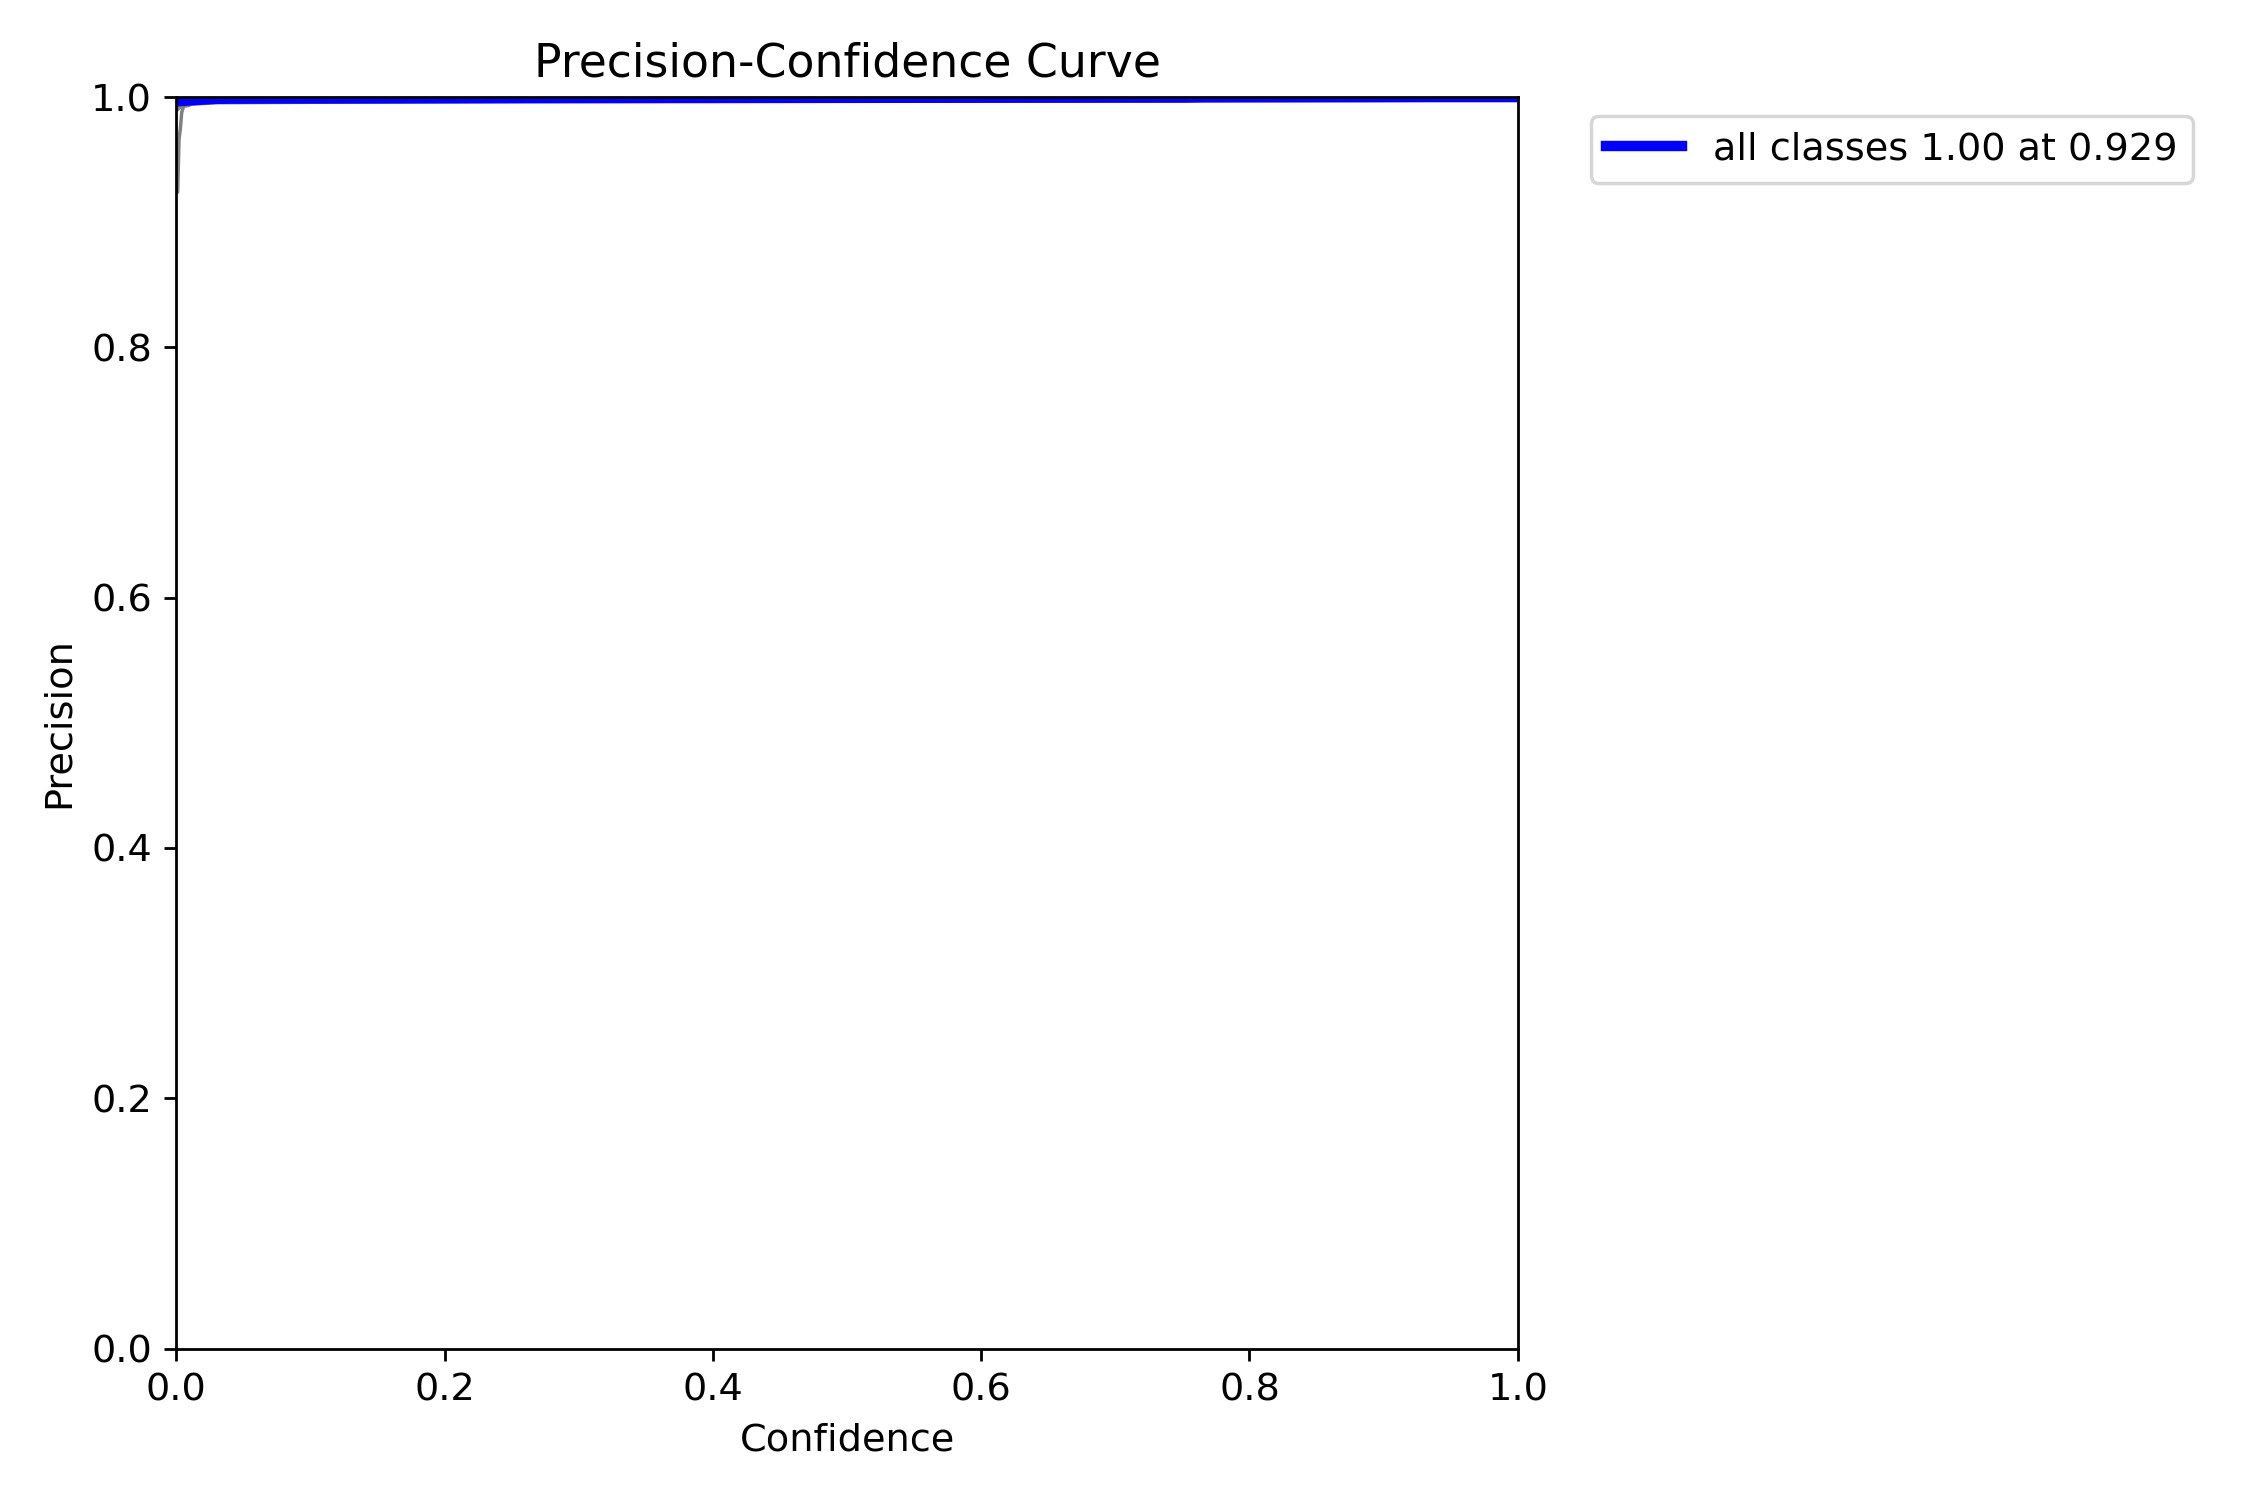 Precision-Confidence Curve
all classes 1.00 at 0.929
1.0
0.8
0.6
0.4
0.2
0.0
Precision
0.0 0.2 0.4 0.6 0.8 1.0
Confidence